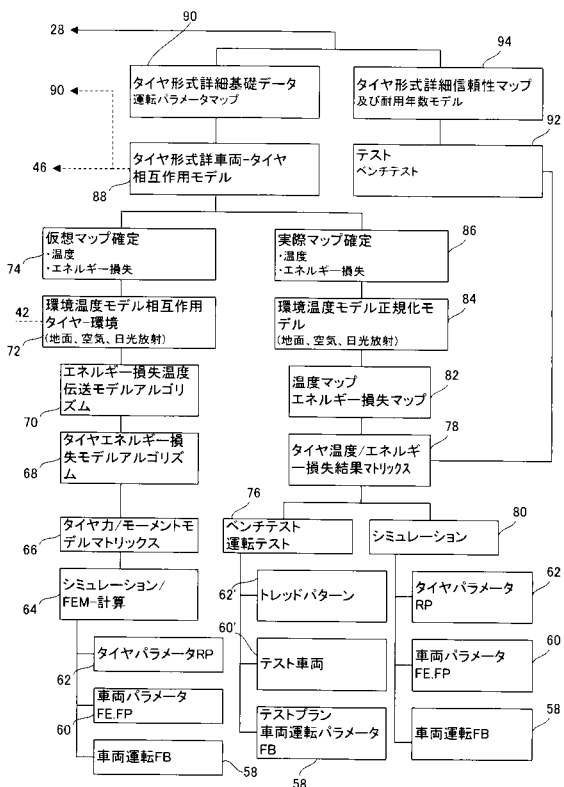 28
90
94
タイヤ形式詳細基礎データ
運転パラメータマップ
タイヤ形式詳細信頼性マップ
及び耐用年数モデル
90
92
テスト
ベンチテスト
46
タイヤ形式詳車両-タイヤ
相互作用モデル
88
仮想マップ確定
・温度
・エネルギー損失
74
実際マップ確定
・温度
・エネルギー損失
86
42
環境温度モデル相互作用
タイヤ-環境
(地面、空気、日光放射)
72
環境温度モデル正規化モ
デル
(地面、空気、日光放射)
84
エネルギー損失温度
伝送モデルアルゴリ
ズム
70
温度マップ
エネルギー損失マップ
82
タイヤエネルギー損
失モデルアルゴリズ
ム
68
タイヤ温度/エネルギ
ー損失結果マトリックス
78
タイヤ力/モーメントモ
デルマトリックス
66
76
ベンチテスト
運転テスト
シミュレーション
80
シミュレーション/
FEM-計算
64
62'
トレッドパターン
タイヤパラメータ
RP
62
タイヤパラメータRP
62
60'
テスト車両
車両パラメータ
FE,FP
60
車両パラメータ
FE,FP
60
テストプラン
車両運転パラメータ
FB
58
車両運転FB
58
車両運転FB
58